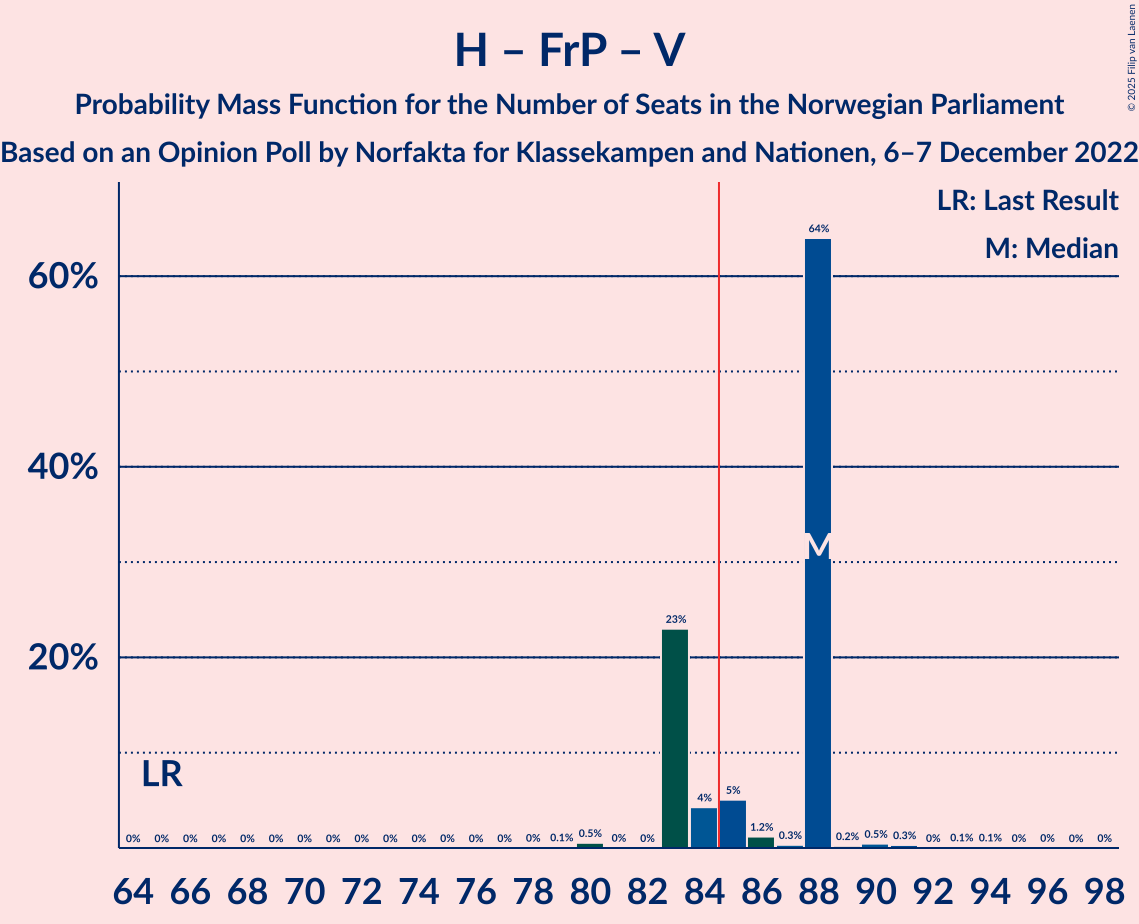 H – FrP – V
Probability Mass Function for the Number of Seats in the Norwegian Parliament
Based on an Opinion Poll by Norfakta for Klassekampen and Nationen, 6–7 December 2022
© 2025 Filip van Laenen
LR: Last Result
M: Median
64%
60%
40%
M
23%
20%
LR
0% 0% 0% 0% 0% 0% 0% 0% 0% 0% 0% 0% 0% 0% 0% 0.1% 0.5% 0% 0% 4% 5% 1.2% 0.3% 0.2% 0.5% 0.3% 0% 0.1% 0.1% 0% 0% 0% 0%
64 66 68 70 72 74 76 78 80 82 84 86 88 90 92 94 96 98